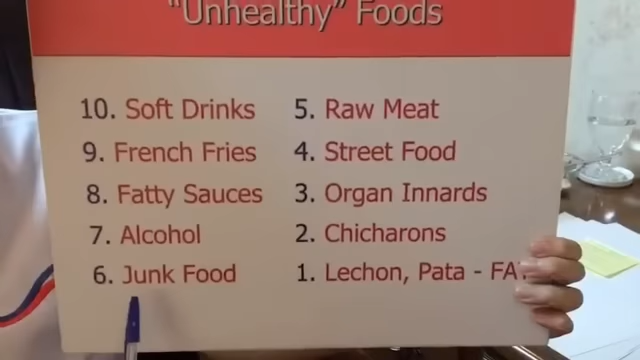 "Unhealthy" Foods
10. Soft Drinks
9. French Fries
8. Fatty Sauces
7. Alcohol
6. Junk Food
5. Raw Meat
4. Street Food
3. Organ Innards
2. Chicharons
1. Lechon, Pata -